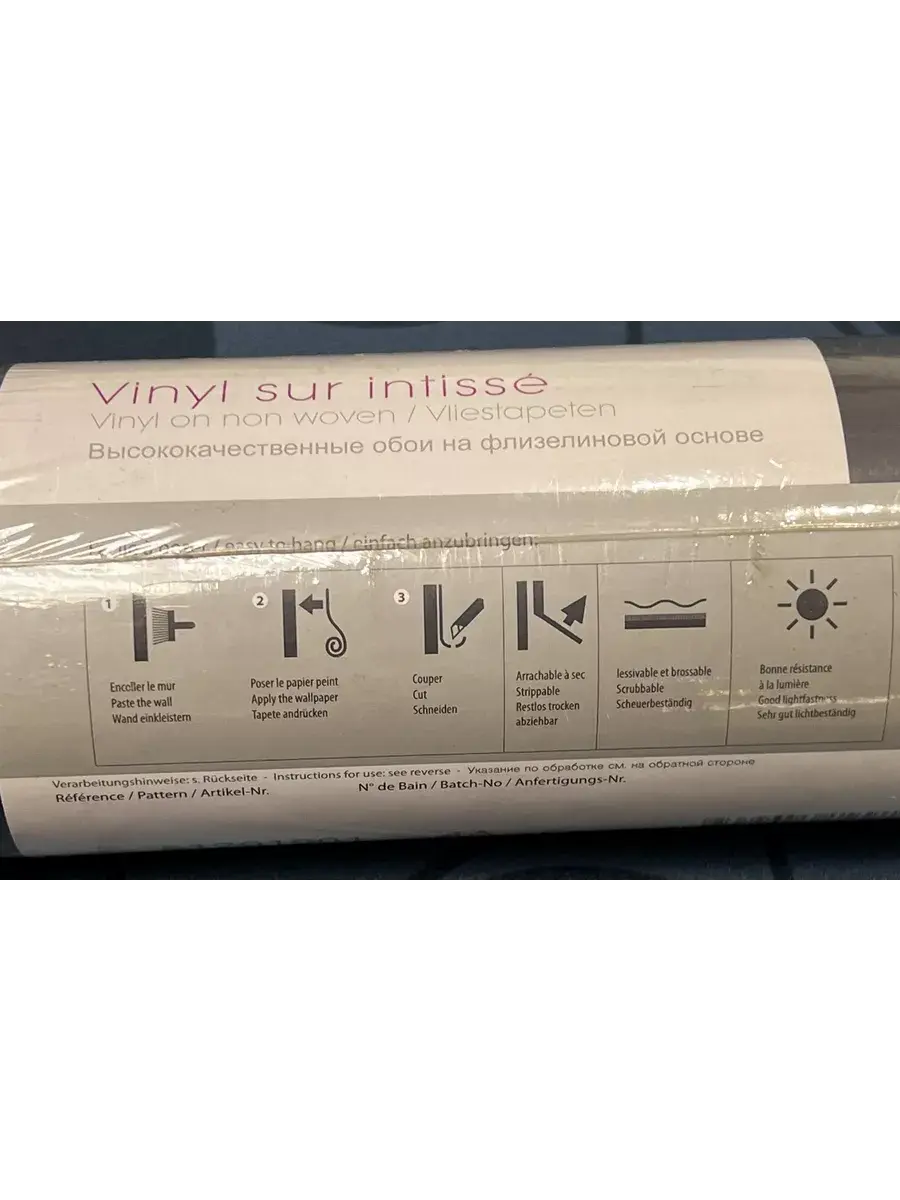 Vinyl sur intissé
Vinyl on non woven / Vliestapeten
Высококачественные обои на флизелиновой основе
/ easy to hang / einfach anzubringen:
1
2
3
Encoller le mur
Paste the wall
Wand einkleistern
Poser le papier peint
Apply the wallpaper
Tapete andrücken
Couper
Cut
Schneiden
Arrachable à sec
Strippable
Restlos trocken
abziehbar
lessivable et brossable
Scrubbable
Scheuerbeständig
Bonne résistance
à la lumière
Good lightfastness
Sehr gut lichtbeständig
Verarbeitungshinweise: s. Rückseite - Instructions for use: see reverse - Указание по обработке см. на обратной стороне
Référence / Pattern / Artikel-Nr.
N° de Bain / Batch-No / Anfertigungs-Nr.